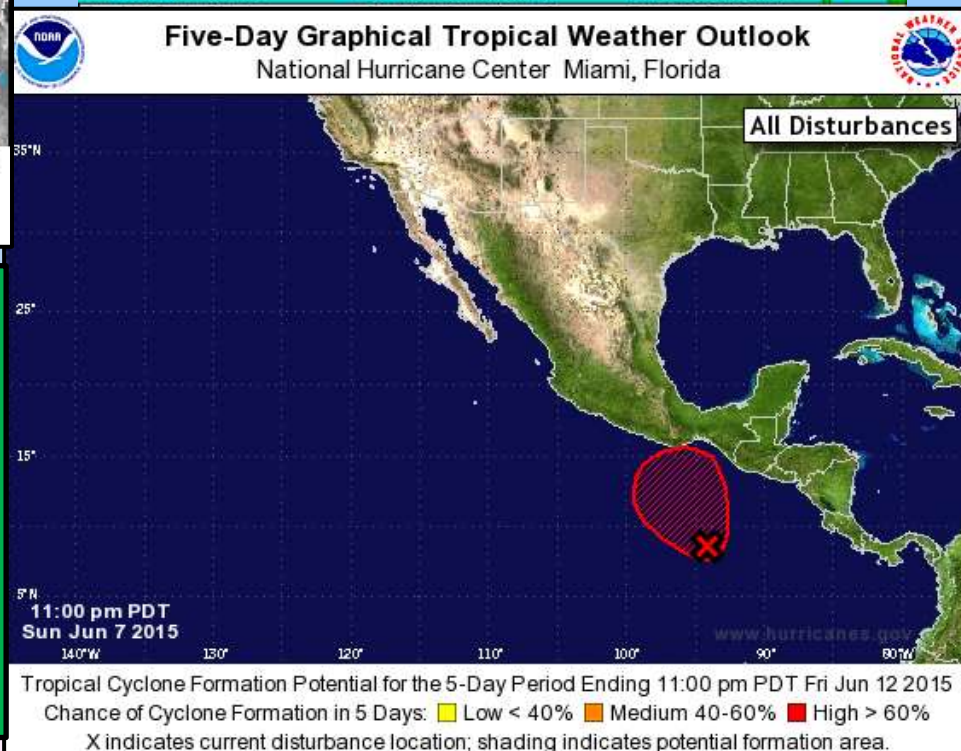 NOAA
Five-Day Graphical Tropical Weather Outlook
National Hurricane Center Miami, Florida
All Disturbances
35°N
25°
15°
5°N
11:00 pm PDT
Sun Jun 7 2015
www.hurricanes.gov
140°W
130°
120°
110°
100°
90°
80°W
Tropical Cyclone Formation Potential for the 5-Day Period Ending 11:00 pm PDT Fri Jun 12 2015
Chance of Cyclone Formation in 5 Days: Low < 40% Medium 40-60% High > 60%
X indicates current disturbance location; shading indicates potential formation area.